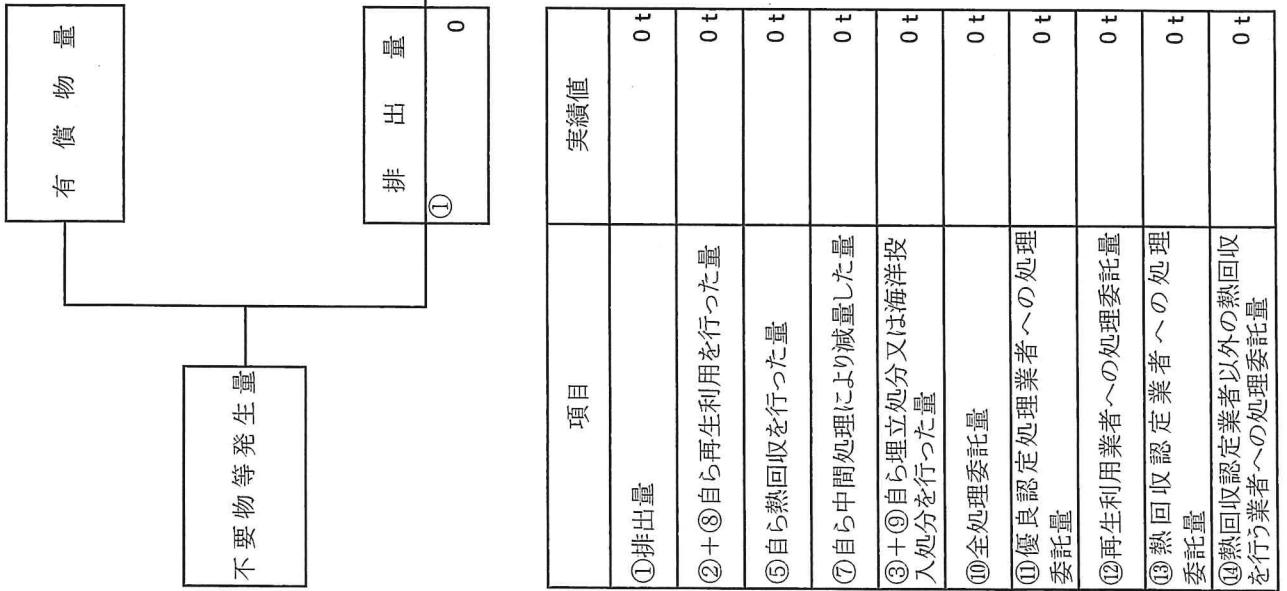 有償物量
不要物等発生量
排出量
① 0
項目 実績値
①排出量 0 t
②+⑧自ら再生利用を行った量 0 t
⑤自ら熱回収を行った量 0 t
⑦自ら中間処理により減量した量 0 t
③+⑨自ら埋立処分又は海洋投
入処分を行った量 0 t
⑩全処理委託量 0 t
⑪優良認定処理業者への処理
委託量 0 t
⑫再生利用業者への処理委託量 0 t
⑬熱回収認定業者への処理
委託量 0 t
⑭熱回収認定業者以外の熱回収
を行う業者への処理委託量 0 t